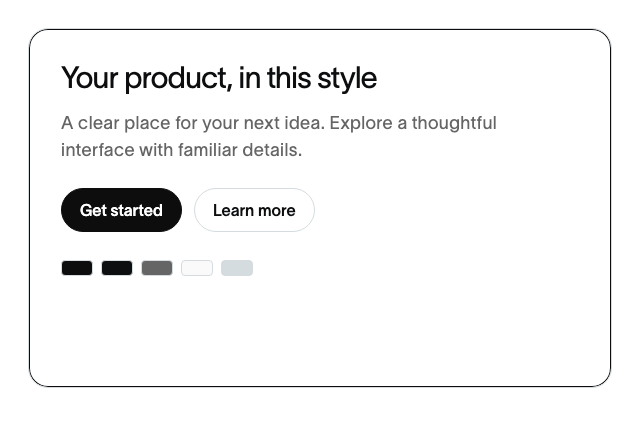 Your product, in this style
A clear place for your next idea. Explore a thoughtful
interface with familiar details.
Get started
Learn more